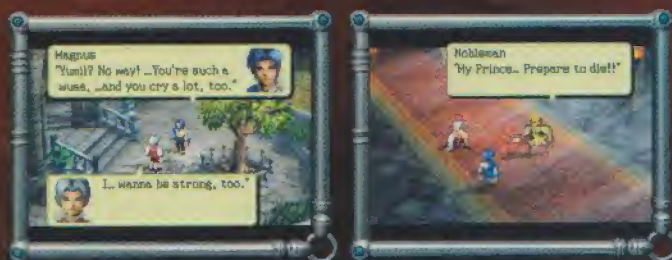 Magnus
"Yumil? No way! ...You're such a
wuss, ...and you cry a lot, too."
I... wanna be strong, too."
Nobleman
"My Prince... Prepare to die!!"